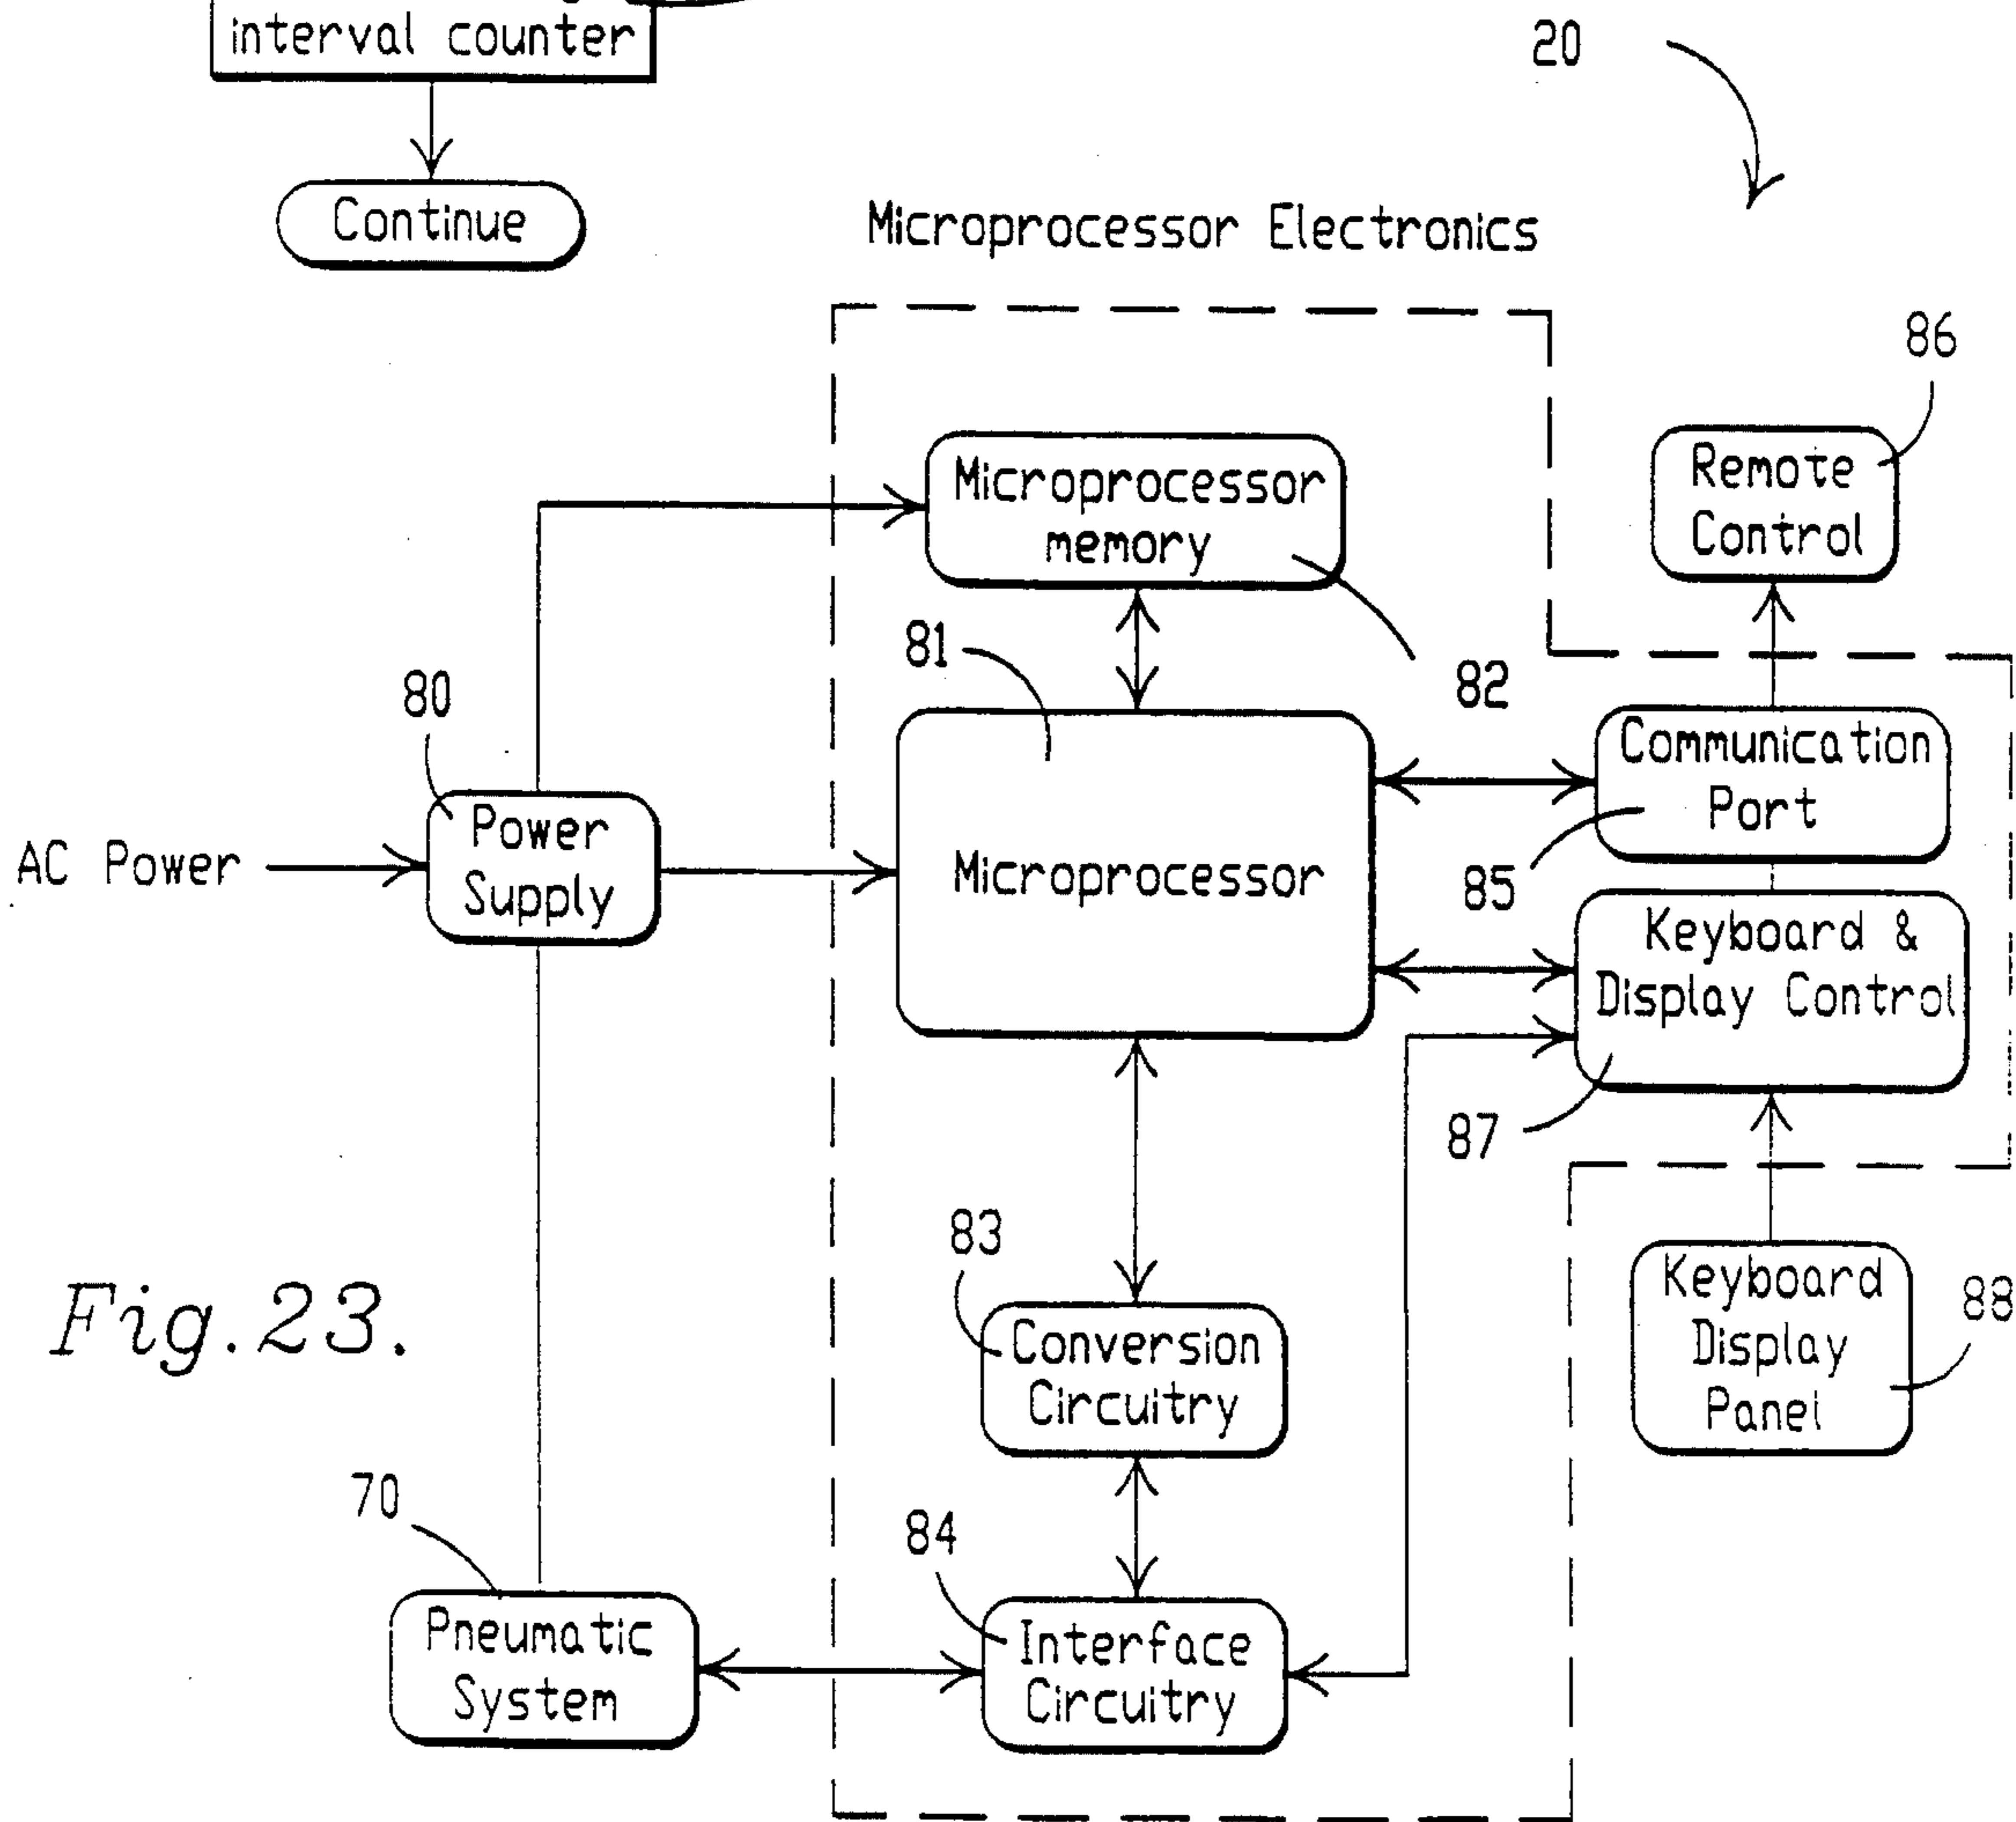 interval counter
Continue
20
Microprocessor Electronics
86
Remote
Control
Microprocessor
memory
82
81
80
Communication
Port
85
AC Power
Power
Supply
Microprocessor
Keyboard &
Display Control
87
83
Conversion
Circuitry
Keyboard
Display
Panel
88
Fig. 23.
70
84
Pneumatic
System
Interface
Circuitry